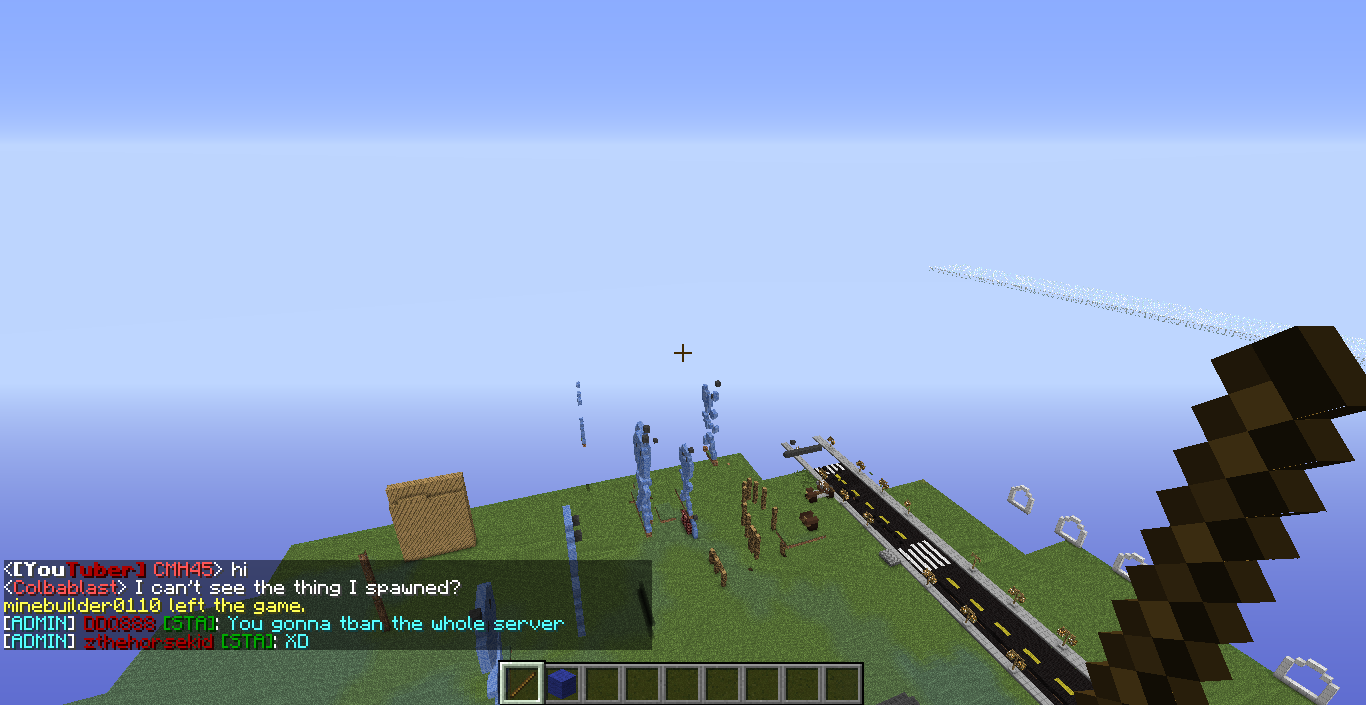 <[YouTuber] CMH45> hi
<Colbablast> I can't see the thing I spawned?
minebuilder0110 left the game.
[ADMIN] DDQ888 [STA]: You gonna tban the whole server
[ADMIN] zthehorsekid [STA]: XD